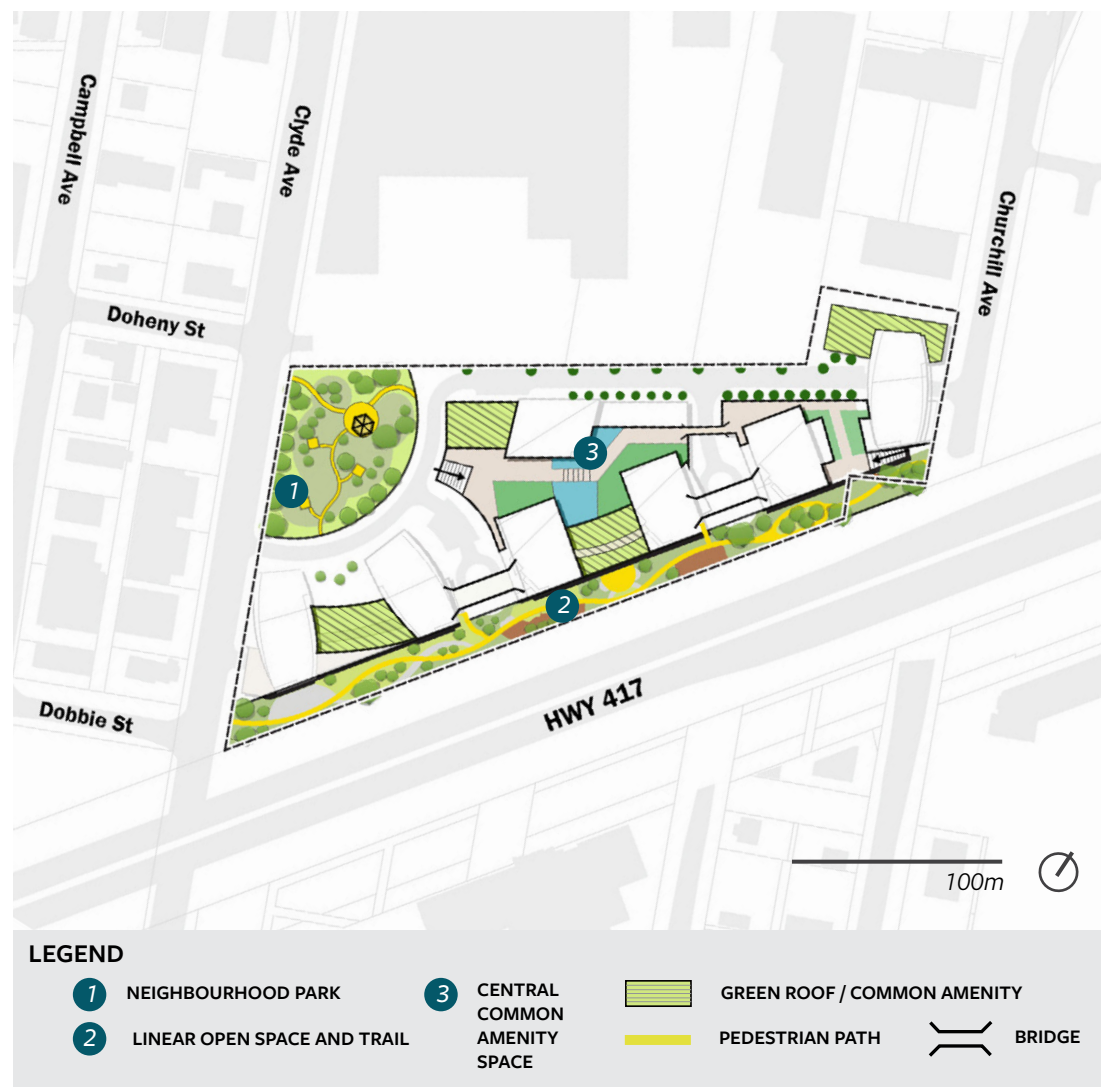 Campbell Ave
Clyde Ave
Churchill Ave
Doheny St
3
1
2
Dobbie St
HWY 417
100m
LEGEND
1 NEIGHBOURHOOD PARK
2 LINEAR OPEN SPACE AND TRAIL
3 CENTRAL
COMMON
AMENITY
SPACE
GREEN ROOF / COMMON AMENITY
PEDESTRIAN PATH
BRIDGE